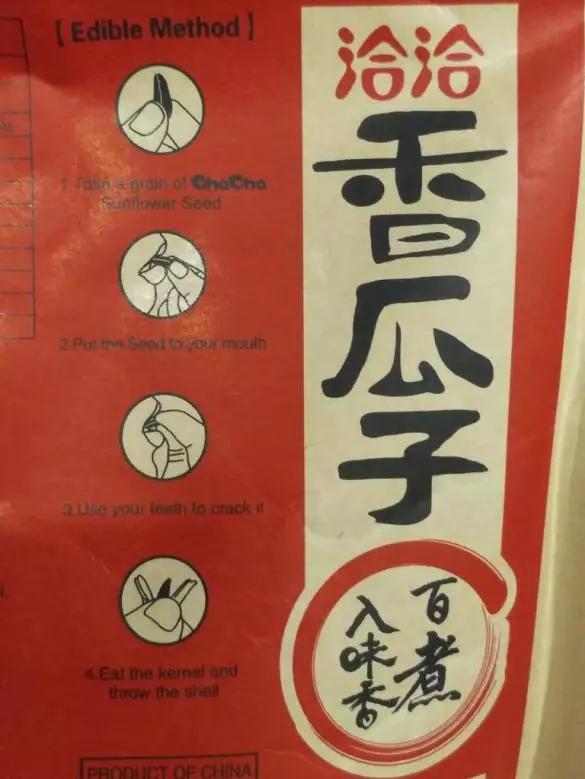 【Edible Method】
1.Take a grain of ChaCha
Sunflower Seed
2.Put the Seed to your mouth
3.Use your teeth to crack it
4.Eat the kernel and
throw the shell
PRODUCT OF CHINA
洽洽
香瓜子
百煮
入味香